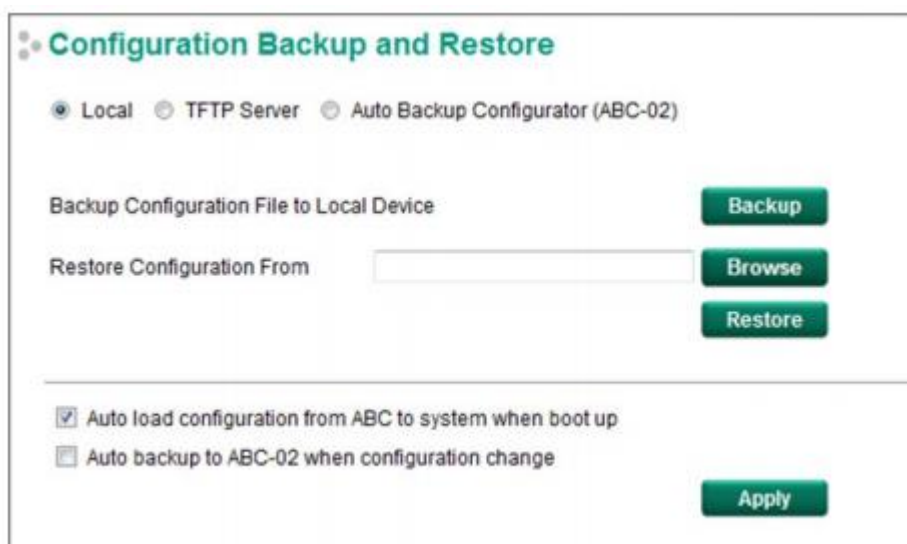 Configuration Backup and Restore
Local TFTP Server Auto Backup Configurator (ABC-02)
Backup Configuration File to Local Device Backup
Restore Configuration From Browse
Restore
Auto load configuration from ABC to system when boot up
Auto backup to ABC-02 when configuration change
Apply